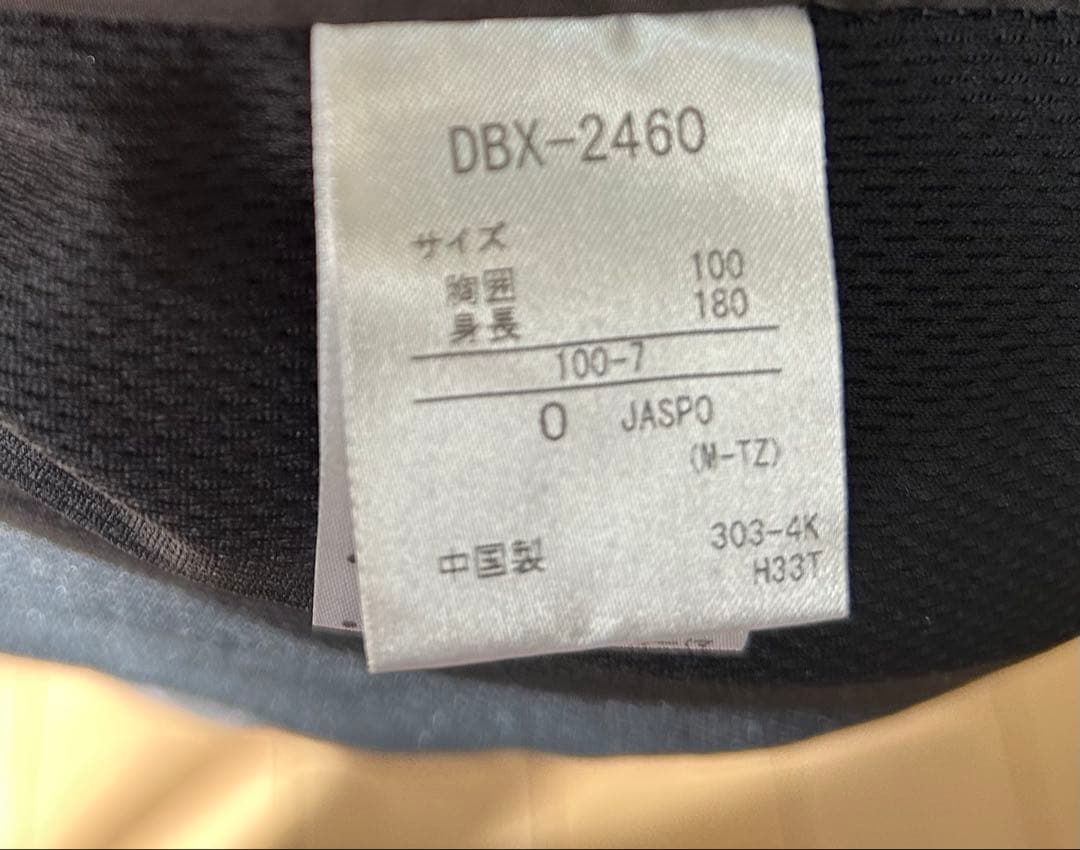 DBX-2460
サイズ
胸囲 100
身長 180
100-7
O JASPO
(M-TZ)
中国製 303-4K
H33T